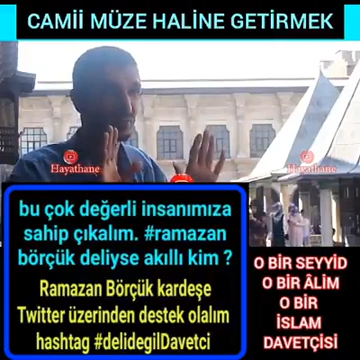 CAMİİ MÜZE HALİNE GETİRMEK
Hayathane
Hayathane
bu çok değerli insanımıza
sahip çıkalım. #ramazan
börçük deliyse akıllı kim ?
Ramazan Börçük kardeşe
Twitter üzerinden destek olalım
hashtag #delidegilDavetci
O BİR SEYYİD
O BİR ÂLİM
O BİR
İSLAM
DAVETÇİSİ